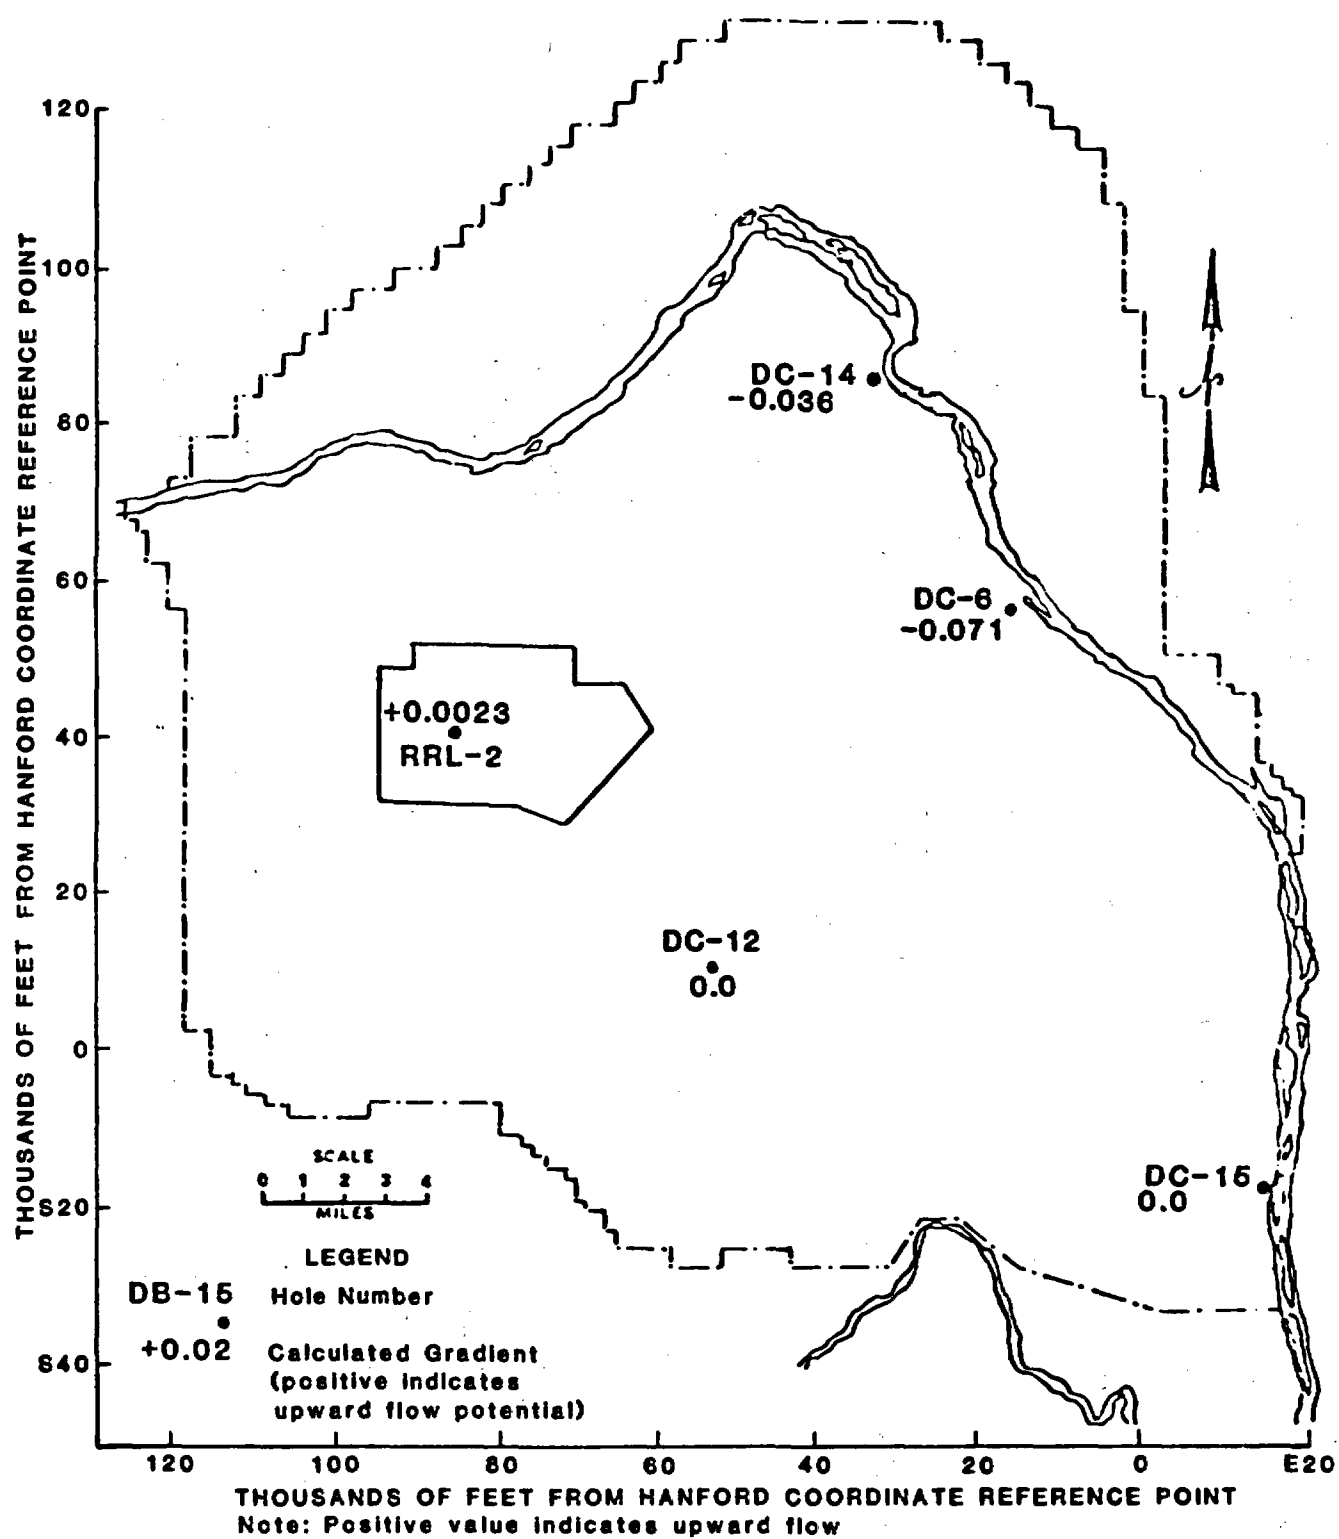 120
100
80
60
40
20
0
S20
S40
THOUSANDS OF FEET FROM HANFORD COORDINATE REFERENCE POINT
DC-14
-0.036
DC-6
-0.071
+0.0023
RRL-2
DC-12
0.0
DC-15
0.0
SCALE
0 1 2 3 4
MILES
LEGEND
DB-15 Hole Number
+0.02 Calculated Gradient
(positive indicates
upward flow potential)
120 100 80 60 40 20 0 E20
THOUSANDS OF FEET FROM HANFORD COORDINATE REFERENCE POINT
Note: Positive value indicates upward flow